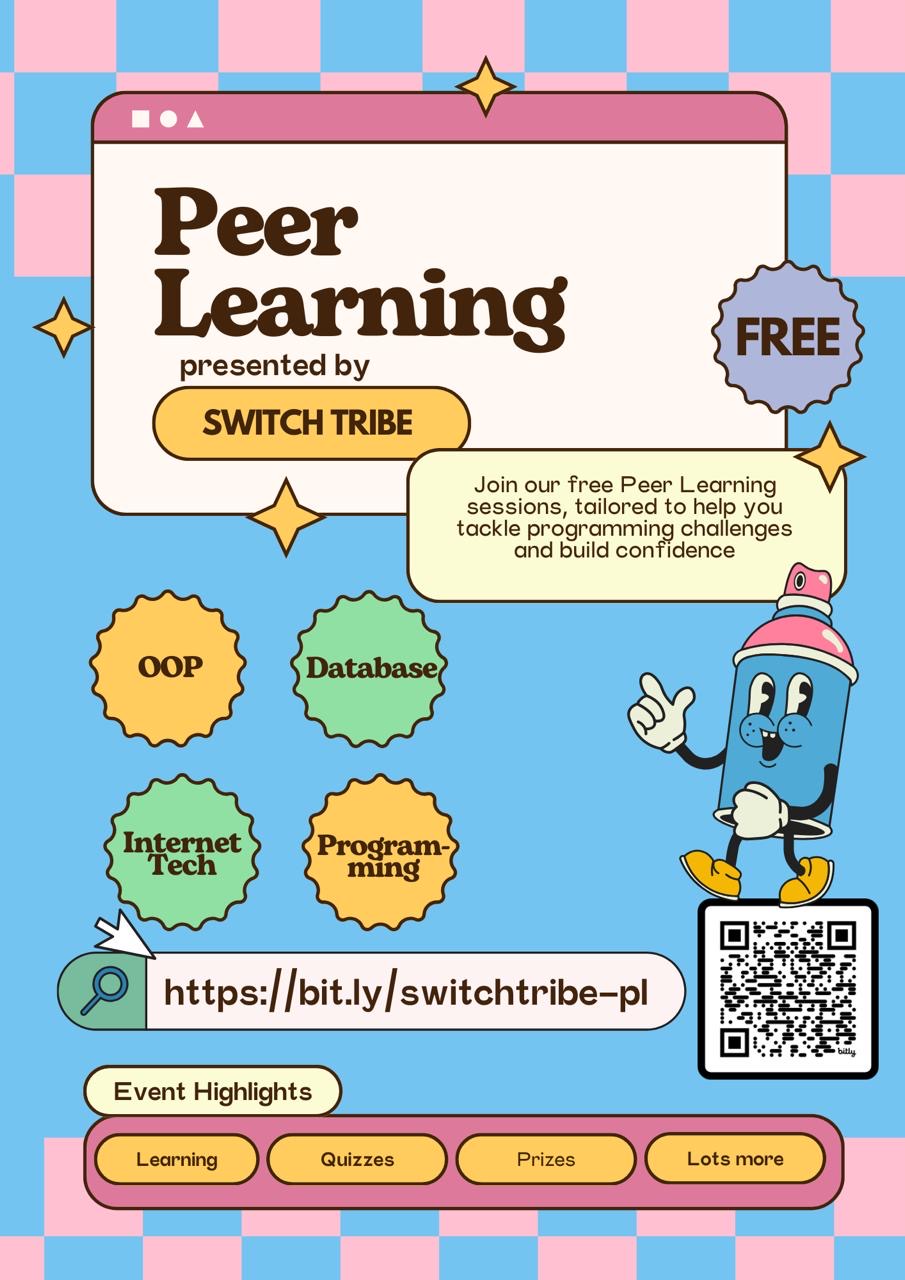 Peer
Learning
presented by
SWITCH TRIBE
FREE
Join our free Peer Learning
sessions, tailored to help you
tackle programming challenges
and build confidence
OOP
Database
Internet
Tech
Program-
ming
https://bit.ly/switchtribe-pl
bitly
Event Highlights
Learning
Quizzes
Prizes
Lots more